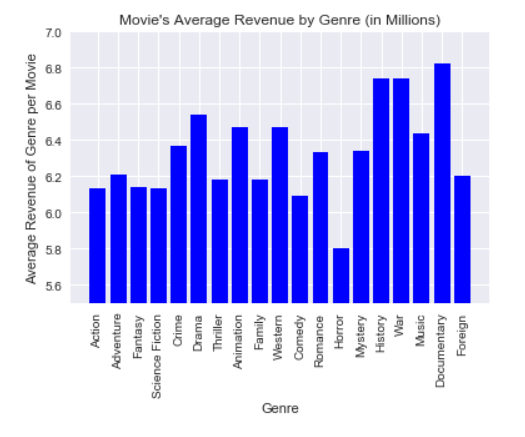 Movie's Average Revenue by Genre (in Millions)
Average Revenue of Genre per Movie
7.0
6.8
6.6
6.4
6.2
6.0
5.8
5.6
Action
Adventure
Fantasy
Science Fiction
Crime
Drama
Thriller
Animation
Family
Western
Comedy
Romance
Horror
Mystery
History
War
Music
Documentary
Foreign
Genre